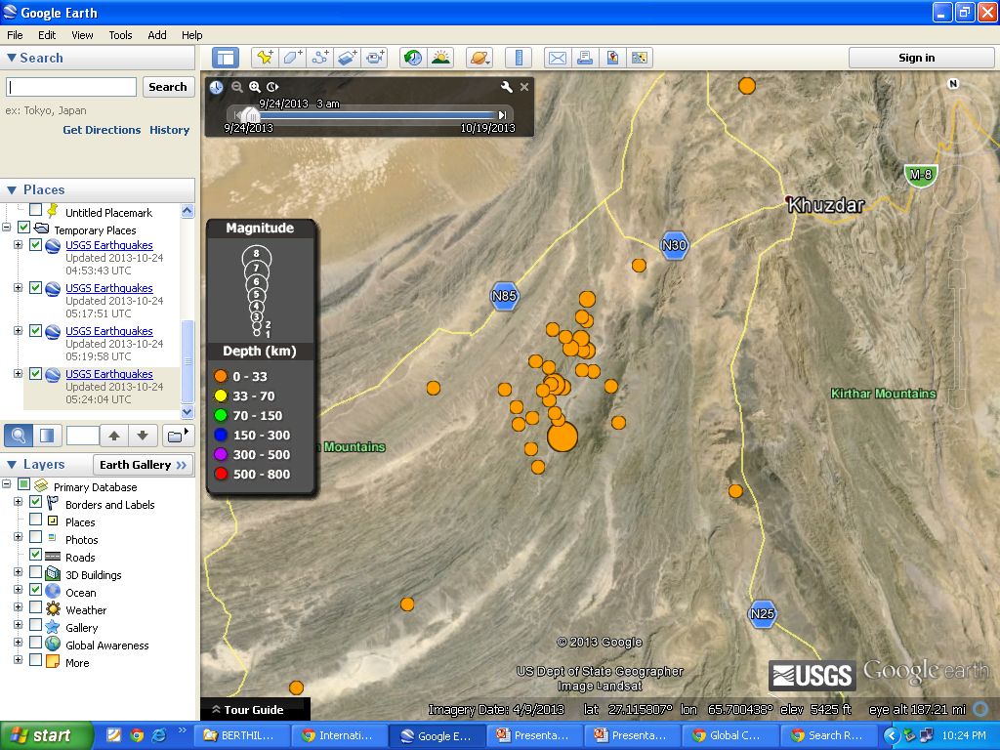 Google Earth
File Edit View Tools Add Help
Search
Search
ex: Tokyo, Japan
Get Directions History
Places
Untitled Placemark
Temporary Places
USGS Earthquakes
Updated 2013-10-24
04:53:43 UTC
USGS Earthquakes
Updated 2013-10-24
05:17:51 UTC
USGS Earthquakes
Updated 2013-10-24
05:19:58 UTC
USGS Earthquakes
Updated 2013-10-24
05:24:04 UTC
Layers
Earth Gallery >>
Primary Database
Borders and Labels
Places
Photos
Roads
3D Buildings
Ocean
Weather
Gallery
Global Awareness
More
Sign in
9/24/2013 3 am
9/24/2013 10/19/2013
N
M-8
Khuzdar
N30
N85
Magnitude
8
7
6
5
4
3
2
1
Depth (km)
0 - 33
33 - 70
70 - 150
150 - 300
300 - 500
500 - 800
Kirthar Mountains
Mountains
N25
© 2013 Google
US Dept of State Geographer
Image Landsat
USGS
Google earth
Tour Guide
Imagery Date: 4/9/2013 lat 27.115807° lon 65.700438° elev 5425 ft eye alt 187.21 mi
start
BERTHIL...
Internati...
Google E...
Presenta...
Presenta...
Global C...
Search R...
10:24 PM